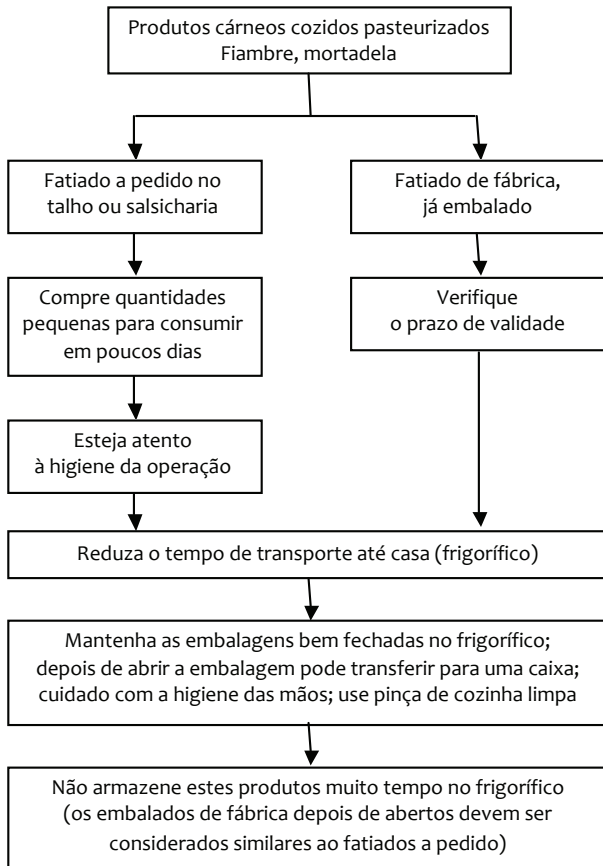 Produtos cárneos cozidos pasteurizados
Fiambre, mortadela
Fatiado a pedido no
talho ou salsicharia
Fatiado de fábrica,
já embalado
Compre quantidades
pequenas para consumir
em poucos dias
Verifique
o prazo de validade
Esteja atento
à higiene da operação
Reduza o tempo de transporte até casa (frigorífico)
Mantenha as embalagens bem fechadas no frigorífico;
depois de abrir a embalagem pode transferir para uma caixa;
cuidado com a higiene das mãos; use pinça de cozinha limpa
Não armazene estes produtos muito tempo no frigorífico
(os embalados de fábrica depois de abertos devem ser
considerados similares ao fatiados a pedido)